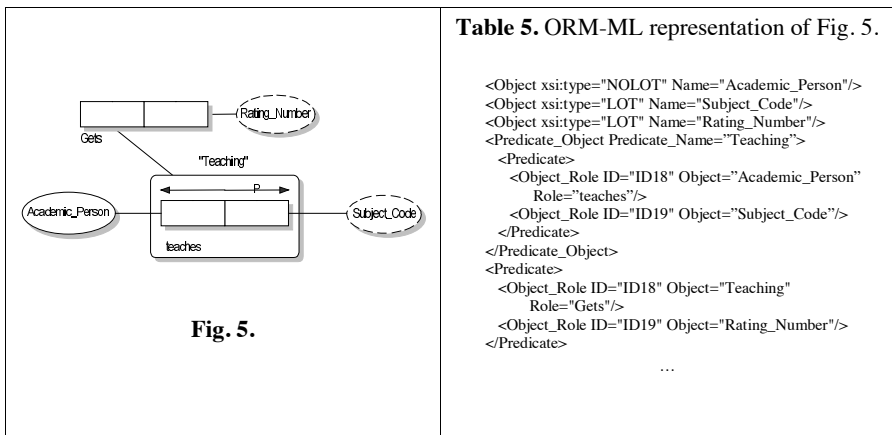 Rating_Number
Gets
"Teaching"
P
Academic_Person
Subject_Code
teaches
Fig. 5.
Table 5. ORM-ML representation of Fig. 5.
<Object xsi:type="NOLOT" Name="Academic_Person"/>
<Object xsi:type="LOT" Name="Subject_Code"/>
<Object xsi:type="LOT" Name="Rating_Number"/>
<Predicate_Object Predicate_Name=”Teaching”>
<Predicate>
<Object_Role ID="ID18" Object=”Academic_Person”
Role=”teaches”/>
<Object_Role ID="ID19" Object=”Subject_Code”/>
</Predicate>
</Predicate_Object>
<Predicate>
<Object_Role ID="ID18" Object="Teaching"
Role="Gets"/>
<Object_Role ID="ID19" Object="Rating_Number"/>
</Predicate>
…